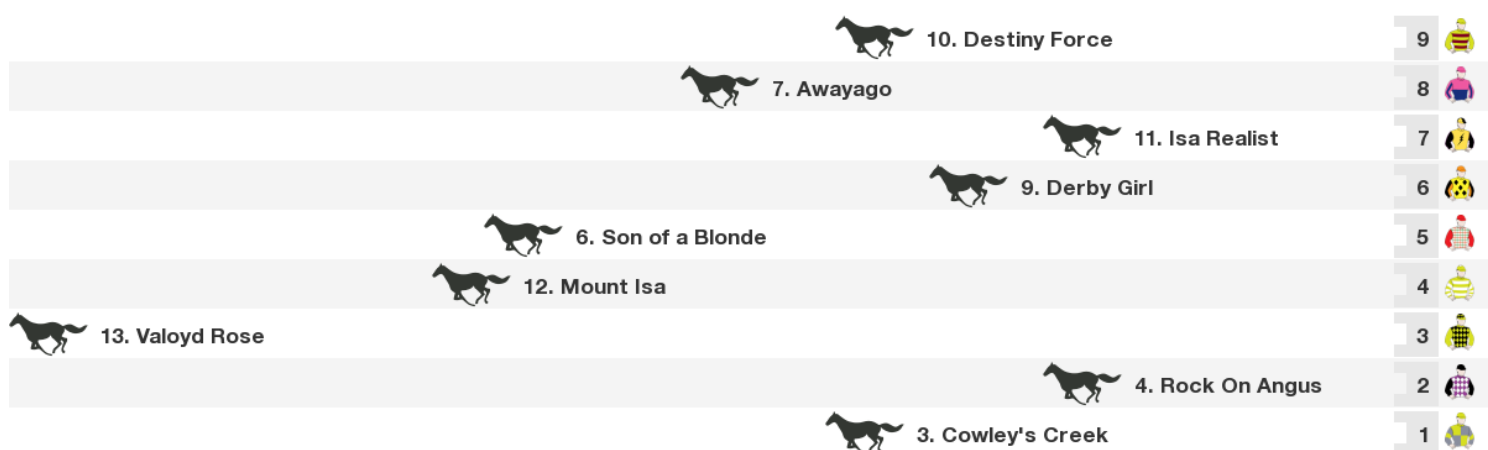 10. Destiny Force 9
7. Awayago 8
11. Isa Realist 7
9. Derby Girl 6
6. Son of a Blonde 5
12. Mount Isa 4
13. Valoyd Rose 3
4. Rock On Angus 2
3. Cowley's Creek 1